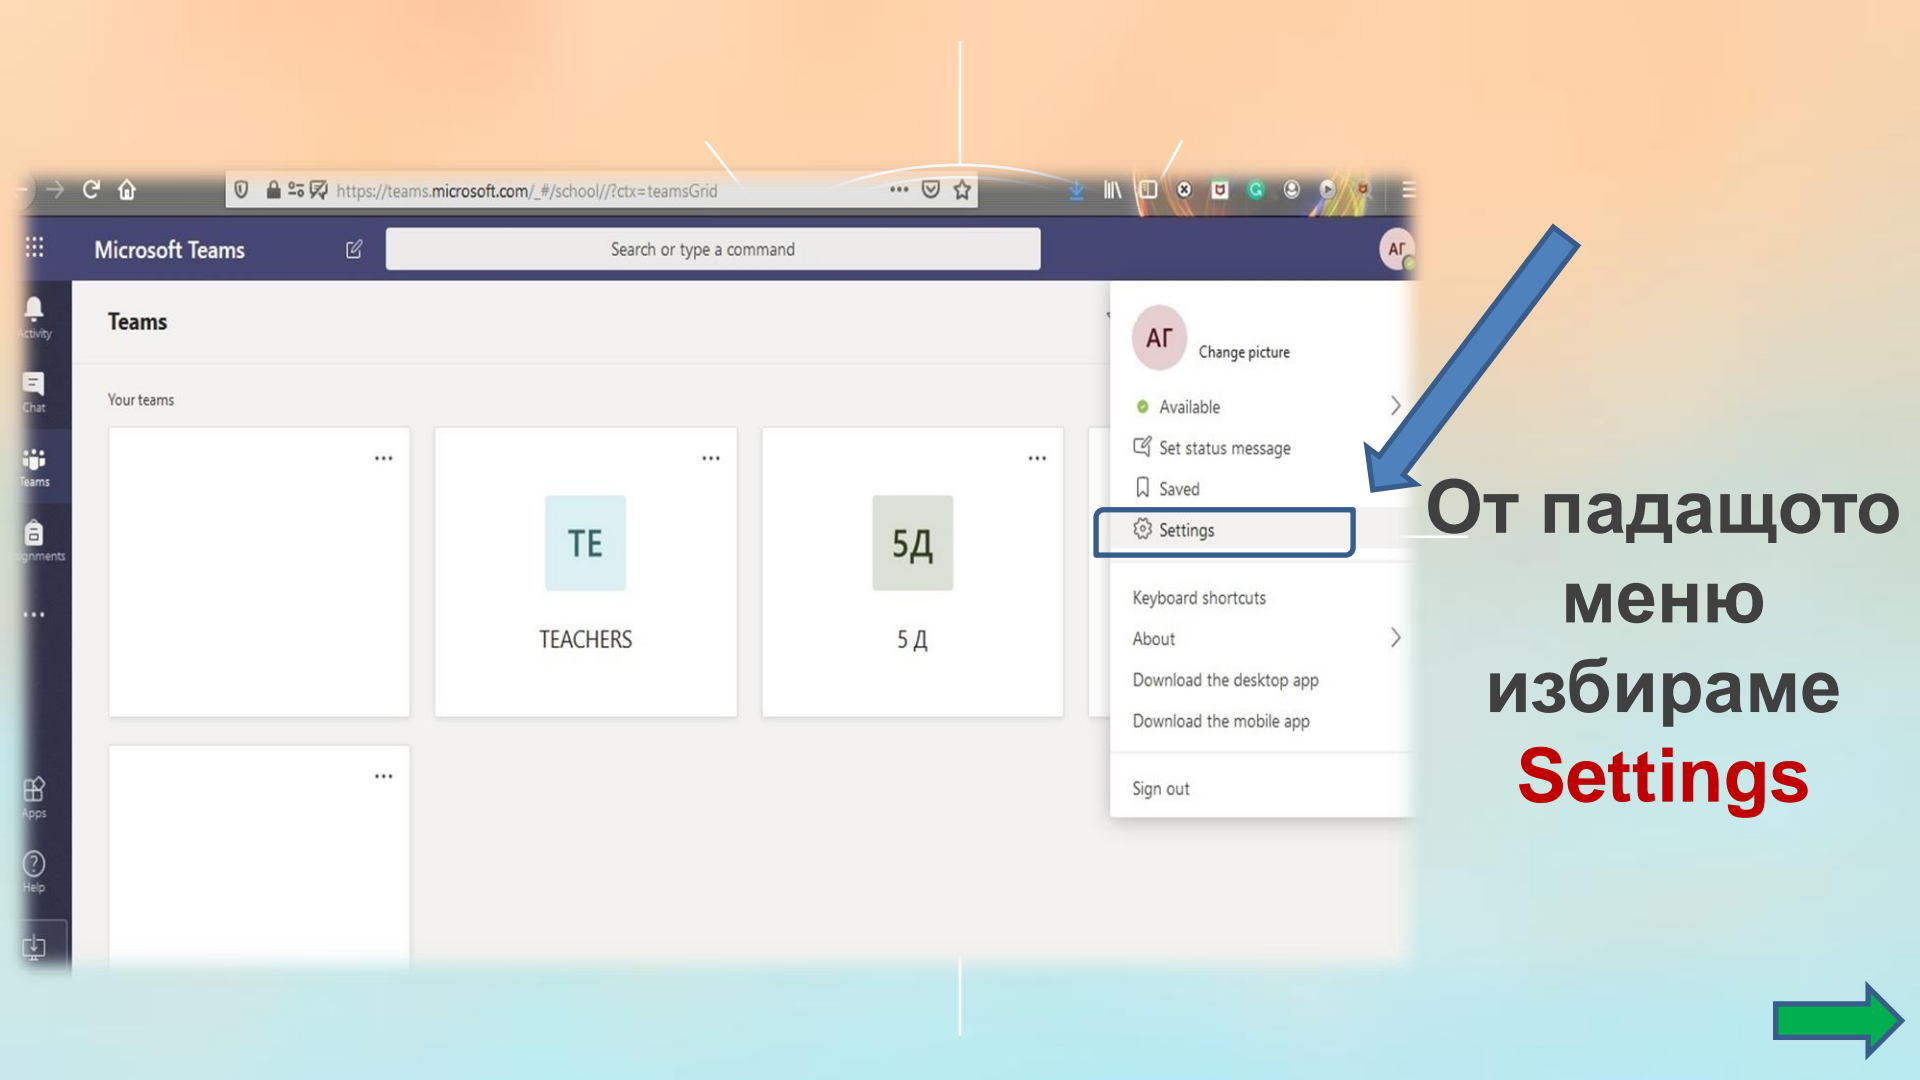 https://teams.microsoft.com/_#/school//?ctx=teamsGrid
Microsoft Teams
Search or type a command
АГ
Activity
Chat
Teams
Apps
Help
Teams
Your teams
TE
TEACHERS
5Д
5 Д
АГ
Change picture
Available
Set status message
Saved
Settings
Keyboard shortcuts
About
Download the desktop app
Download the mobile app
Sign out
От падащото
меню
избираме
Settings